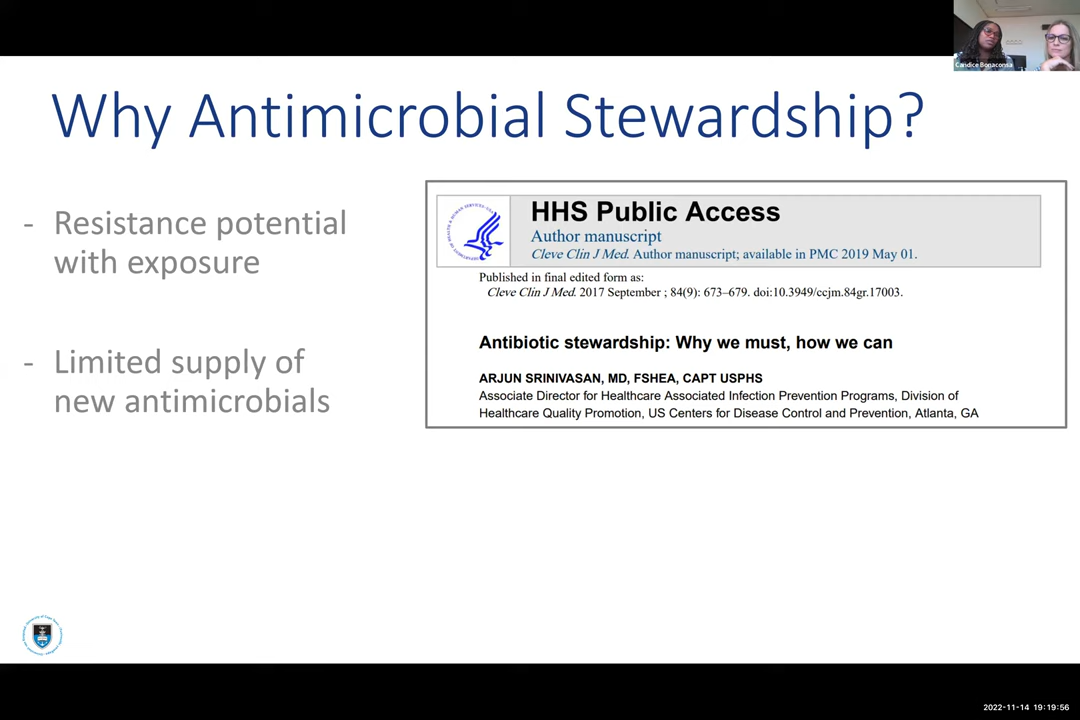 Candice Bonaconsa
Why Antimicrobial Stewardship?
- Resistance potential
with exposure
- Limited supply of
new antimicrobials
HHS Public Access
Author manuscript
Cleve Clin J Med. Author manuscript; available in PMC 2019 May 01.
Published in final edited form as:
Cleve Clin J Med. 2017 September ; 84(9): 673–679. doi:10.3949/ccjm.84gr.17003.
Antibiotic stewardship: Why we must, how we can
ARJUN SRINIVASAN, MD, FSHEA, CAPT USPHS
Associate Director for Healthcare Associated Infection Prevention Programs, Division of
Healthcare Quality Promotion, US Centers for Disease Control and Prevention, Atlanta, GA
2022-11-14 19:19:56